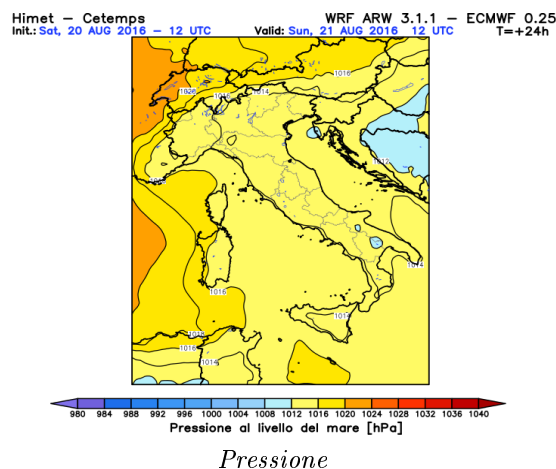 Himet – Cetemps WRF ARW 3.1.1 – ECMWF 0.25
Init.: Sat, 20 AUG 2016 – 12 UTC Valid: Sun, 21 AUG 2016 12 UTC T=+24h
1016
1016
1014
1012
1014
1016
1014
1018
1016
1014
980 984 988 992 996 1000 1004 1008 1012 1016 1020 1024 1028 1032 1036 1040
Pressione al livello del mare [hPa]
Pressione